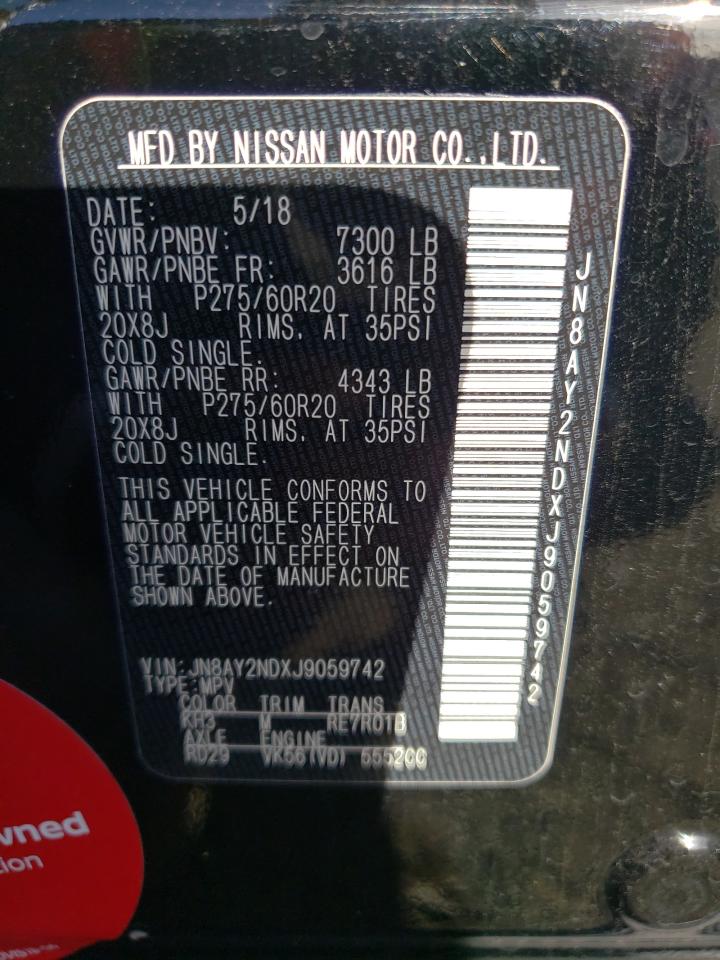 MFD BY NISSAN MOTOR CO.,LTD.
DATE: 5/18
GVWR/PNBV: 7300 LB
GAWR/PNBE FR: 3616 LB
WITH P275/60R20 TIRES
20X8J RIMS. AT 35PSI
COLD SINGLE.
GAWR/PNBE RR: 4343 LB
WITH P275/60R20 TIRES
20X8J RIMS. AT 35PSI
COLD SINGLE.
THIS VEHICLE CONFORMS TO
ALL APPLICABLE FEDERAL
MOTOR VEHICLE SAFETY
STANDARDS IN EFFECT ON
THE DATE OF MANUFACTURE
SHOWN ABOVE.
VIN:JN8AY2NDXJ9059742
TYPE:MPV
COLOR TRIM TRANS
KH3 M RE7R01B
AXLE ENGINE
RD29 VK56(VD) 5552CC
JN8AY2NDXJ9059742
wned
tion